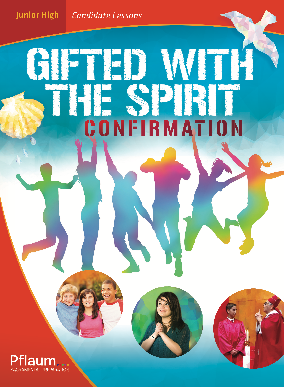 Junior High Candidate Lessons
GIFTED WITH
THE SPIRIT
CONFIRMATION
Pflaum